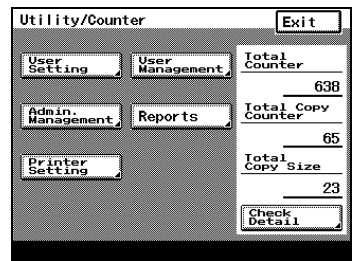 Utility/Counter
Exit
User
Setting
User
Management
Total
Counter
638
Admin.
Management
Reports
Total Copy
Counter
65
Printer
Setting
Total
Copy Size
23
Check
Detail